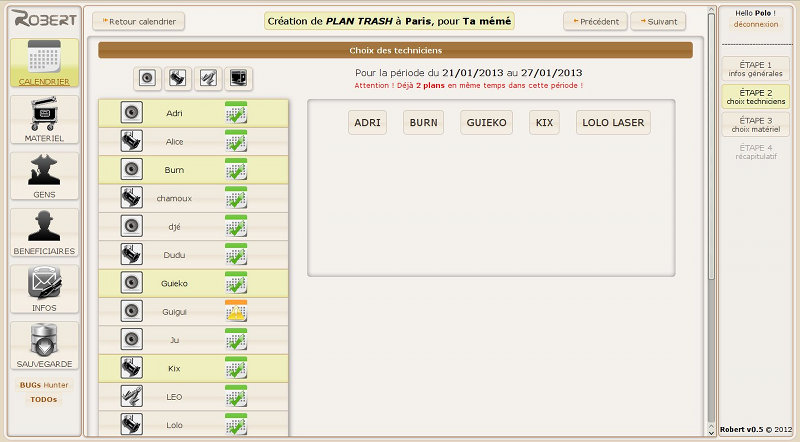 ROBERT
CALENDRIER
MATERIEL
GENS
BENEFICIAIRES
INFOS
SAUVEGARDE
BUGs Hunter
TODOs
Retour calendrier
Création de PLAN TRASH à Paris, pour Ta mémé
Précédent
Suivant
Choix des techniciens
Adri
Alice
Burn
chamoux
djé
Dudu
Guieko
Guigui
Ju
Kix
LEO
Lolo
Pour la période du 21/01/2013 au 27/01/2013
Attention ! Déjà 2 plans en même temps dans cette période !
ADRI
BURN
GUIEKO
KIX
LOLO LASER
Hello Polo !
déconnexion
ÉTAPE 1
infos générales
ÉTAPE 2
choix techniciens
ÉTAPE 3
choix matériel
ÉTAPE 4
récapitulatif
Robert v0.5 © 2012